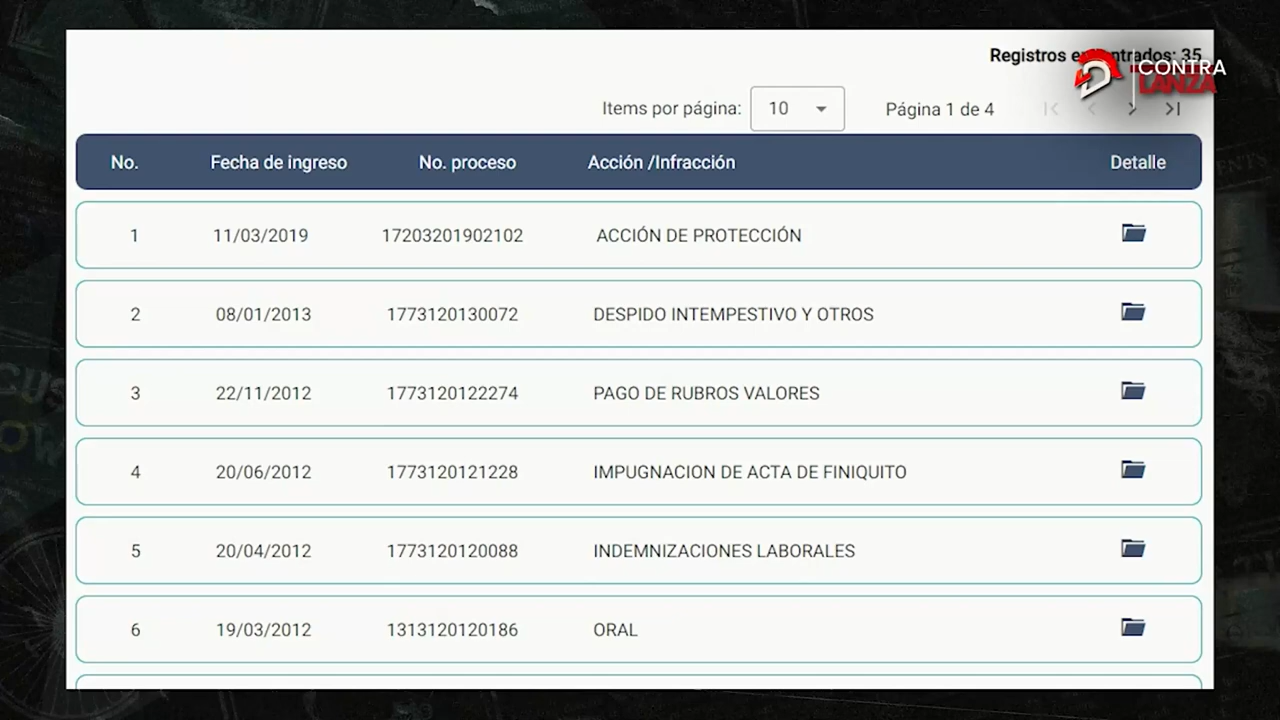 Registros encontrados: 35
CONTRA
LANZA
Items por página: 10 Página 1 de 4
No. Fecha de ingreso No. proceso Acción /Infracción Detalle
1 11/03/2019 17203201902102 ACCIÓN DE PROTECCIÓN
2 08/01/2013 1773120130072 DESPIDO INTEMPESTIVO Y OTROS
3 22/11/2012 1773120122274 PAGO DE RUBROS VALORES
4 20/06/2012 1773120121228 IMPUGNACION DE ACTA DE FINIQUITO
5 20/04/2012 1773120120088 INDEMNIZACIONES LABORALES
6 19/03/2012 1313120120186 ORAL